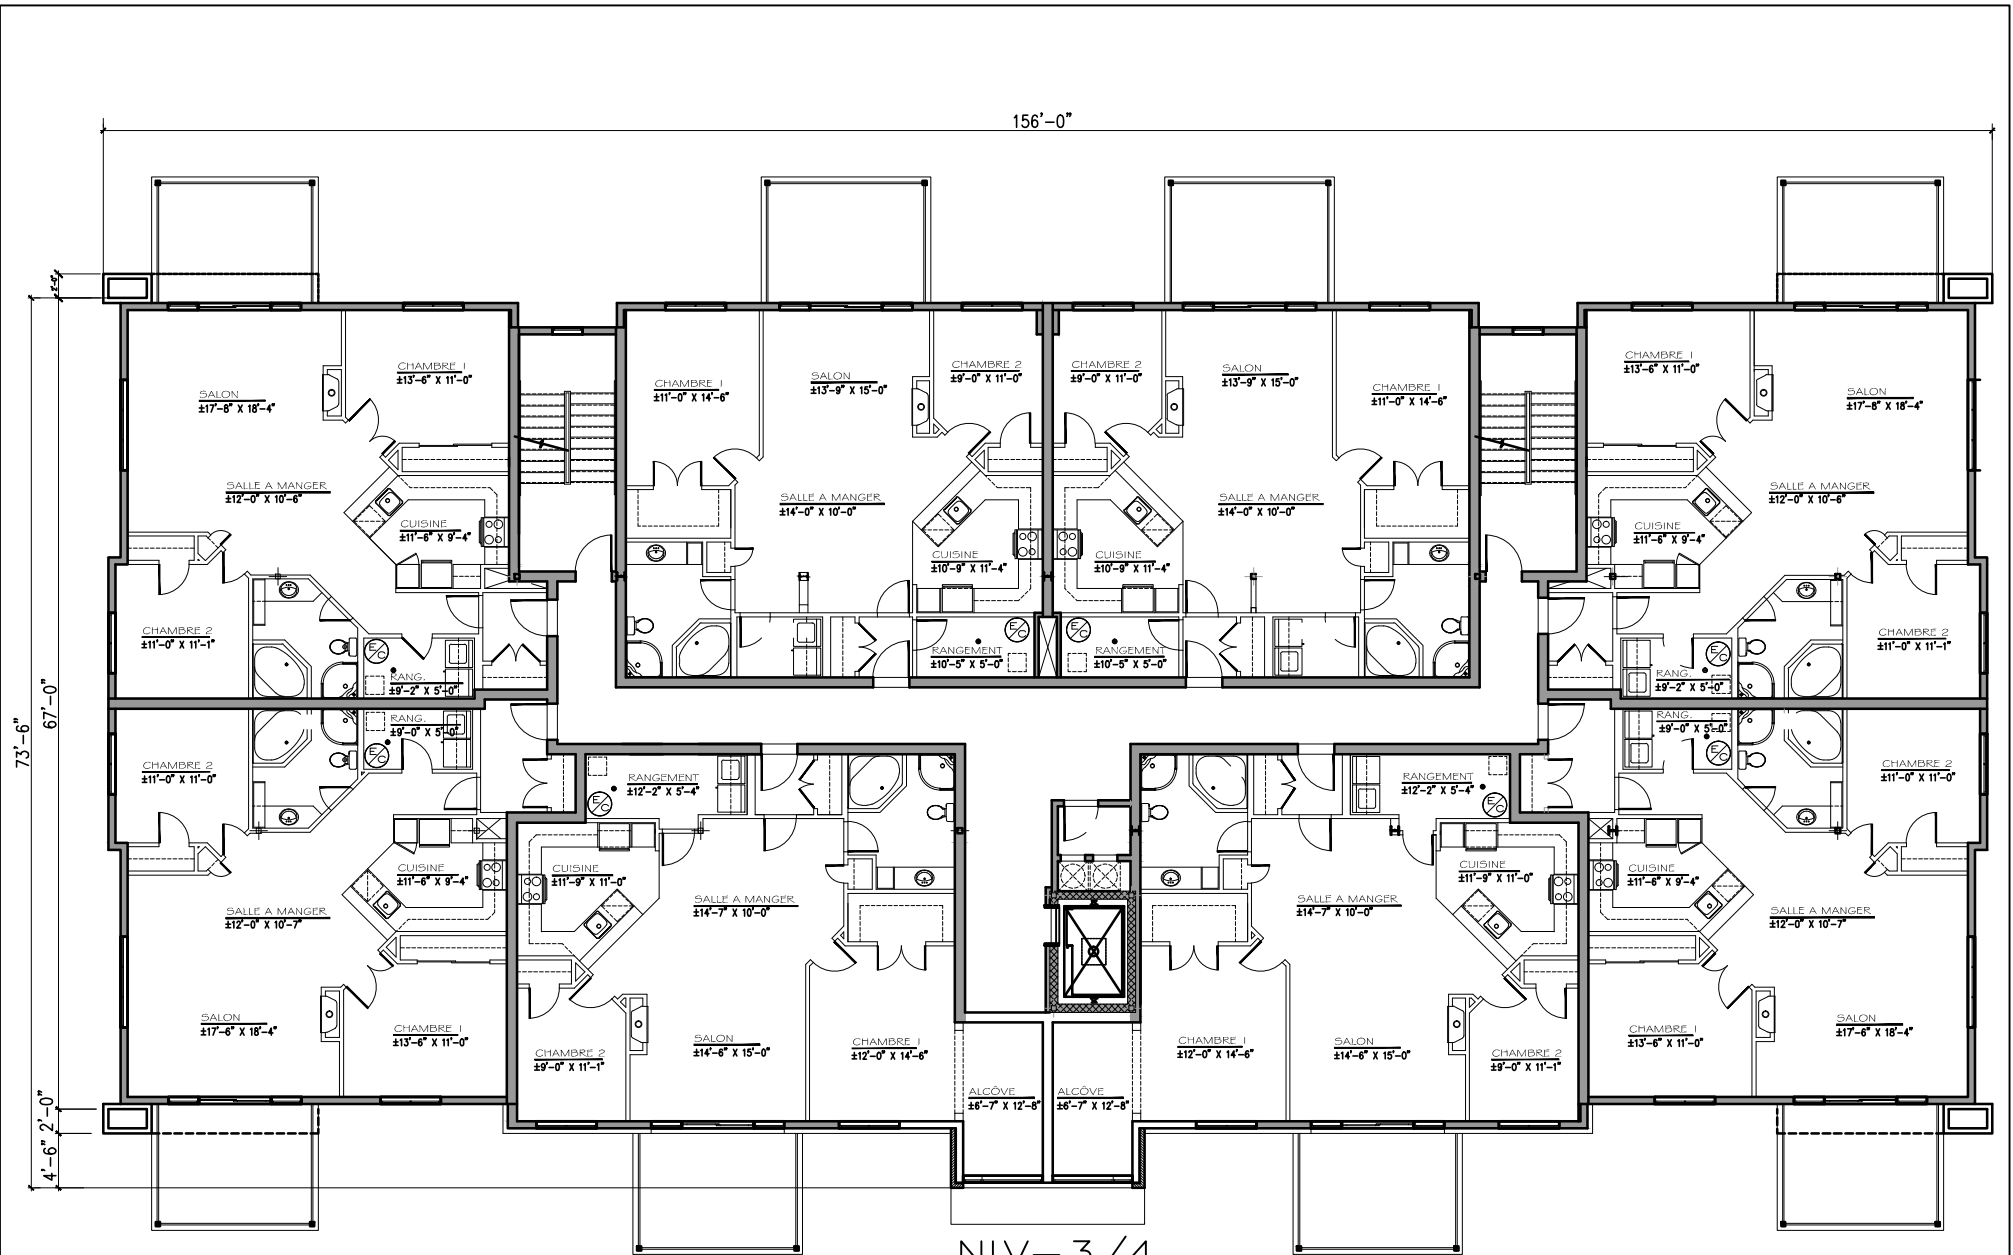 156'-0"
2'-0"
73'-6"
67'-0"
2'-0"
4'-6"
SALON
±17'-8" X 18'-4"
CHAMBRE 1
±13'-6" X 11'-0"
SALLE A MANGER
±12'-0" X 10'-6"
CUISINE
±11'-6" X 9'-4"
CHAMBRE 2
±11'-0" X 11'-1"
E/C
RANG.
±9'-2" X 5'-0"
CHAMBRE 1
±11'-0" X 14'-6"
SALON
±13'-9" X 15'-0"
CHAMBRE 2
±9'-0" X 11'-0"
SALLE A MANGER
±14'-0" X 10'-0"
CUISINE
±10'-9" X 11'-4"
E/C
RANGEMENT
±10'-5" X 5'-0"
CHAMBRE 2
±9'-0" X 11'-0"
SALON
±13'-9" X 15'-0"
CHAMBRE 1
±11'-0" X 14'-6"
SALLE A MANGER
±14'-0" X 10'-0"
CUISINE
±10'-9" X 11'-4"
E/C
RANGEMENT
±10'-5" X 5'-0"
CHAMBRE 1
±13'-6" X 11'-0"
SALON
±17'-8" X 18'-4"
SALLE A MANGER
±12'-0" X 10'-6"
CUISINE
±11'-6" X 9'-4"
CHAMBRE 2
±11'-0" X 11'-1"
E/C
RANG.
±9'-2" X 5'-0"
RANG.
±9'-0" X 5'-0"
E/C
CHAMBRE 2
±11'-0" X 11'-0"
CUISINE
±11'-6" X 9'-4"
SALLE A MANGER
±12'-0" X 10'-7"
SALON
±17'-6" X 18'-4"
CHAMBRE 1
±13'-6" X 11'-0"
RANGEMENT
±12'-2" X 5'-4"
E/C
CUISINE
±11'-9" X 11'-0"
SALLE A MANGER
±14'-7" X 10'-0"
CHAMBRE 2
±9'-0" X 11'-1"
SALON
±14'-6" X 15'-0"
CHAMBRE 1
±12'-0" X 14'-6"
ALCÔVE
±6'-7" X 12'-8"
ALCÔVE
±6'-7" X 12'-8"
RANGEMENT
±12'-2" X 5'-4"
E/C
CUISINE
±11'-9" X 11'-0"
SALLE A MANGER
±14'-7" X 10'-0"
CHAMBRE 1
±12'-0" X 14'-6"
SALON
±14'-6" X 15'-0"
CHAMBRE 2
±9'-0" X 11'-1"
RANG.
±9'-0" X 5'-0"
E/C
CHAMBRE 2
±11'-0" X 11'-0"
CUISINE
±11'-6" X 9'-4"
SALLE A MANGER
±12'-0" X 10'-7"
CHAMBRE 1
±13'-6" X 11'-0"
SALON
±17'-6" X 18'-4"
NIV- 3/4